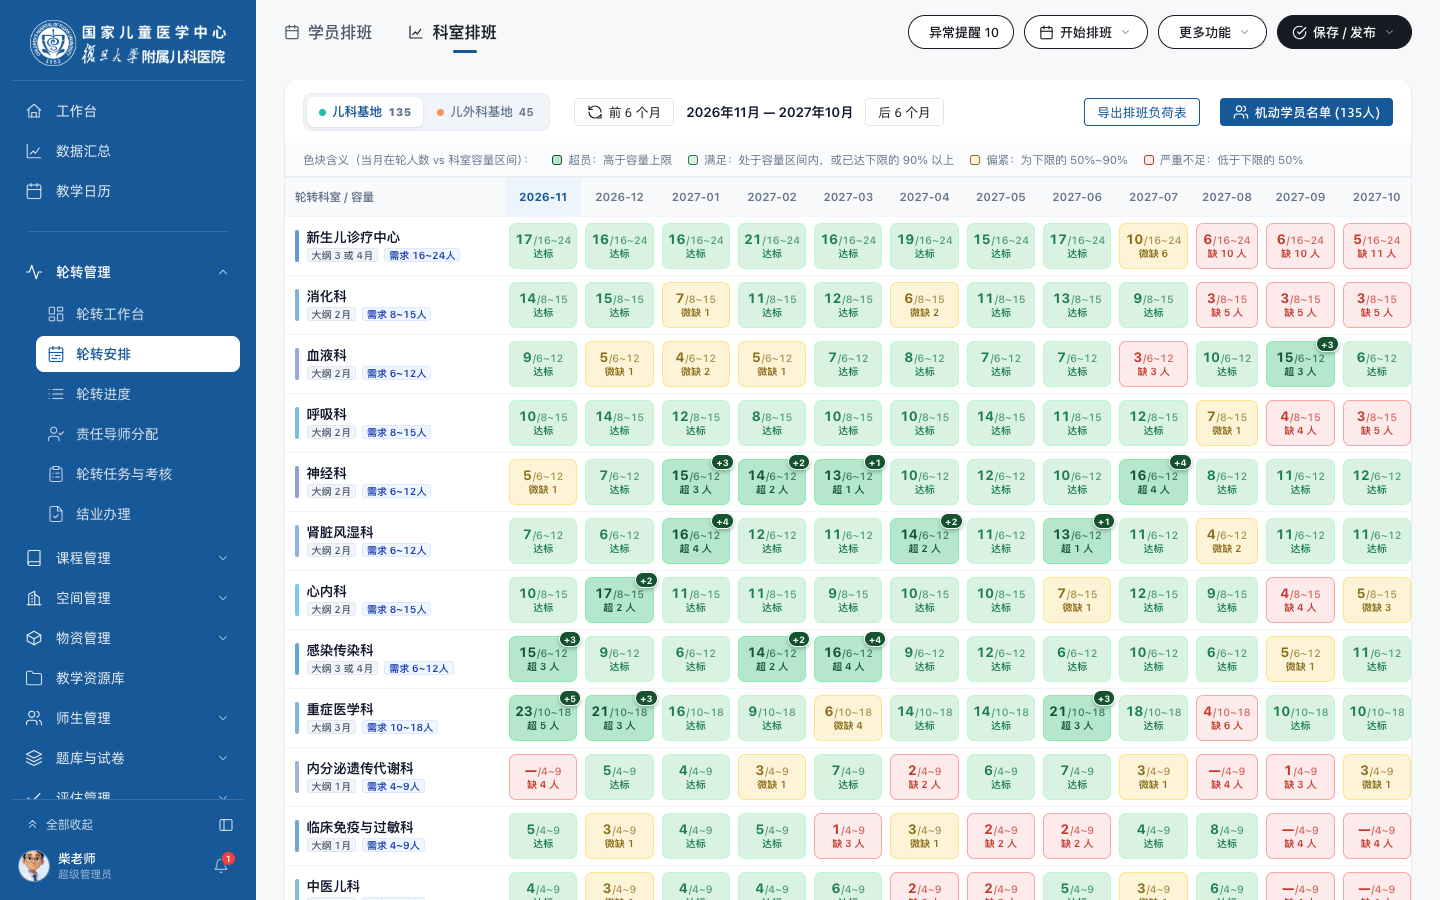 国家儿童医学中心
復旦大学附属儿科医院
工作台
数据汇总
教学日历
轮转管理
轮转工作台
轮转安排
轮转进度
责任导师分配
轮转任务与考核
结业办理
课程管理
空间管理
物资管理
教学资源库
师生管理
题库与试卷
评估管理
全部收起
柴老师
超级管理员
1
学员排班 科室排班 异常提醒 10 开始排班 更多功能 保存 / 发布
儿科基地 135 儿外科基地 45 前 6 个月 2026年11月 — 2027年10月 后 6 个月 导出排班负荷表 机动学员名单 (135人)
色块含义（当月在轮人数 vs 科室容量区间）： 超员：高于容量上限 满足：处于容量区间内，或已达下限的 90% 以上 偏紧：为下限的 50%~90% 严重不足：低于下限的 50%
轮转科室 / 容量 2026-11 2026-12 2027-01 2027-02 2027-03 2027-04 2027-05 2027-06 2027-07 2027-08 2027-09 2027-10
新生儿诊疗中心 17/16~24 16/16~24 16/16~24 21/16~24 16/16~24 19/16~24 15/16~24 17/16~24 10/16~24 6/16~24 6/16~24 5/16~24
大纲 3 或 4月 需求 16~24人 达标 达标 达标 达标 达标 达标 达标 达标 微缺 6 缺 10 人 缺 10 人 缺 11 人
消化科 14/8~15 15/8~15 7/8~15 11/8~15 12/8~15 6/8~15 11/8~15 13/8~15 9/8~15 3/8~15 3/8~15 3/8~15
大纲 2月 需求 8~15人 达标 达标 微缺 1 达标 达标 微缺 2 达标 达标 达标 缺 5 人 缺 5 人 缺 5 人
+3
血液科 9/6~12 5/6~12 4/6~12 5/6~12 7/6~12 8/6~12 7/6~12 7/6~12 3/6~12 10/6~12 15/6~12 6/6~12
大纲 2月 需求 6~12人 达标 微缺 1 微缺 2 微缺 1 达标 达标 达标 达标 缺 3 人 达标 超 3 人 达标
呼吸科 10/8~15 14/8~15 12/8~15 8/8~15 10/8~15 10/8~15 14/8~15 11/8~15 12/8~15 7/8~15 4/8~15 3/8~15
大纲 2月 需求 8~15人 达标 达标 达标 达标 达标 达标 达标 达标 达标 微缺 1 缺 4 人 缺 5 人
+3 +2 +1 +4
神经科 5/6~12 7/6~12 15/6~12 14/6~12 13/6~12 10/6~12 12/6~12 10/6~12 16/6~12 8/6~12 11/6~12 12/6~12
大纲 2月 需求 6~12人 微缺 1 达标 超 3 人 超 2 人 超 1 人 达标 达标 达标 超 4 人 达标 达标 达标
+4 +2 +1
肾脏风湿科 7/6~12 6/6~12 16/6~12 12/6~12 11/6~12 14/6~12 11/6~12 13/6~12 11/6~12 4/6~12 11/6~12 11/6~12
大纲 2月 需求 6~12人 达标 达标 超 4 人 达标 达标 超 2 人 达标 超 1 人 达标 微缺 2 达标 达标
+2
心内科 10/8~15 17/8~15 11/8~15 11/8~15 9/8~15 10/8~15 10/8~15 7/8~15 12/8~15 9/8~15 4/8~15 5/8~15
大纲 2月 需求 8~15人 达标 超 2 人 达标 达标 达标 达标 达标 微缺 1 达标 达标 缺 4 人 微缺 3
+3 +2 +4
感染传染科 15/6~12 9/6~12 6/6~12 14/6~12 16/6~12 9/6~12 12/6~12 6/6~12 10/6~12 6/6~12 5/6~12 11/6~12
大纲 3 或 4月 需求 6~12人 超 3 人 达标 达标 超 2 人 超 4 人 达标 达标 达标 达标 达标 微缺 1 达标
+5 +3 +3
重症医学科 23/10~18 21/10~18 16/10~18 9/10~18 6/10~18 14/10~18 14/10~18 21/10~18 18/10~18 4/10~18 10/10~18 10/10~18
大纲 3月 需求 10~18人 超 5 人 超 3 人 达标 达标 微缺 4 达标 达标 超 3 人 达标 缺 6 人 达标 达标
内分泌遗传代谢科 —/4~9 5/4~9 4/4~9 3/4~9 7/4~9 2/4~9 6/4~9 7/4~9 3/4~9 —/4~9 1/4~9 3/4~9
大纲 1月 需求 4~9人 缺 4 人 达标 达标 微缺 1 达标 缺 2 人 达标 达标 微缺 1 缺 4 人 缺 3 人 微缺 1
临床免疫与过敏科 5/4~9 3/4~9 4/4~9 5/4~9 1/4~9 3/4~9 2/4~9 2/4~9 4/4~9 8/4~9 —/4~9 —/4~9
大纲 1月 需求 4~9人 达标 微缺 1 达标 达标 缺 3 人 微缺 1 缺 2 人 缺 2 人 达标 达标 缺 4 人 缺 4 人
中医儿科 4/4~9 3/4~9 4/4~9 4/4~9 6/4~9 2/4~9 2/4~9 5/4~9 3/4~9 6/4~9 —/4~9 —/4~9